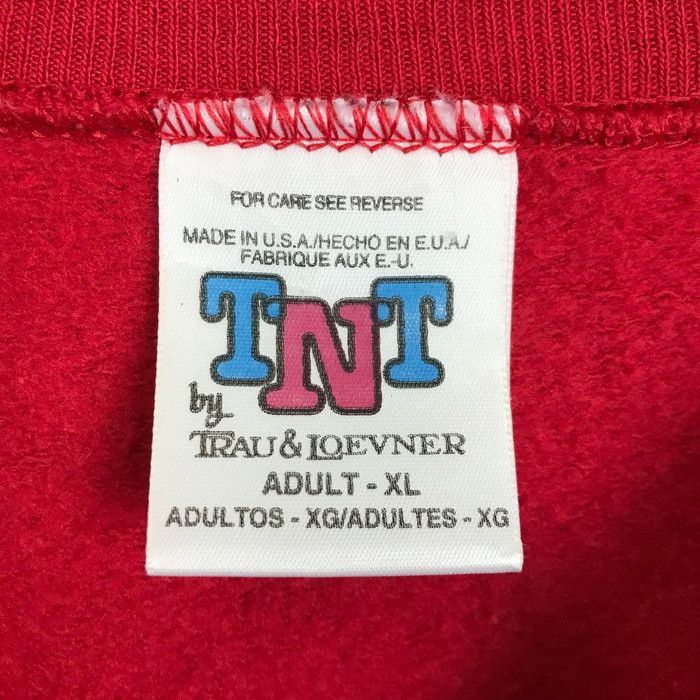 FOR CARE SEE REVERSE
MADE IN U.S.A./HECHO EN E.U.A./
FABRIQUE AUX E.-U.
TNT
by
TRAU & LOEVNER
ADULT - XL
ADULTOS - XG/ADULTES - XG